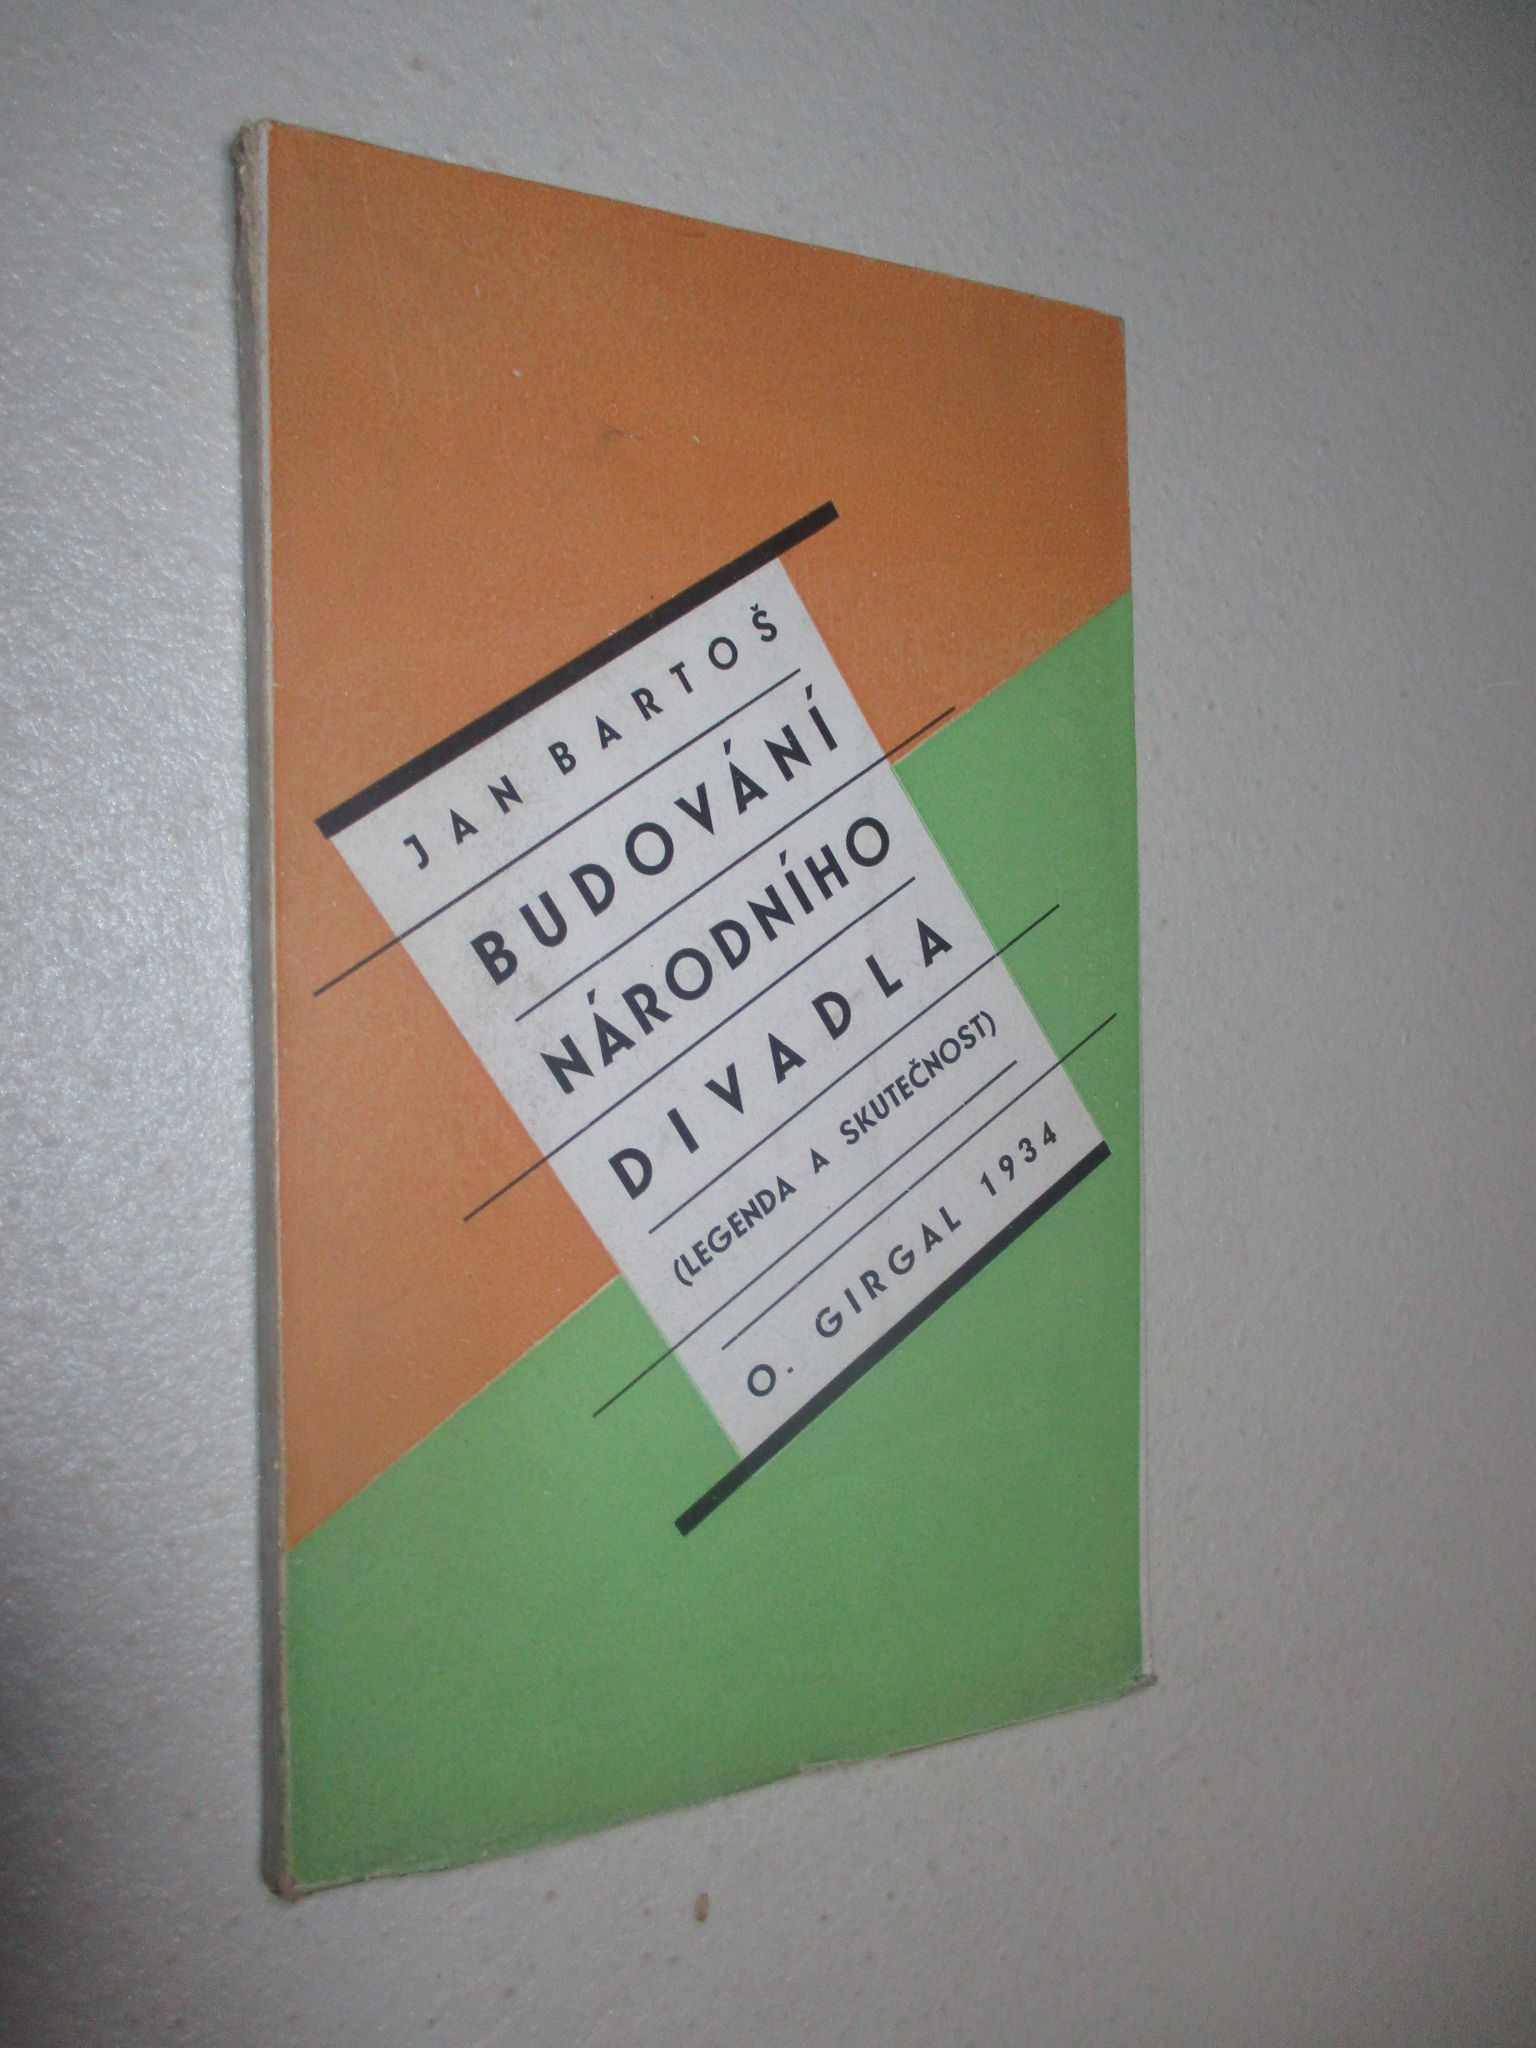 JAN BARTOŠ
BUDOVÁNÍ
NÁRODNÍHO
DIVADLA
(LEGENDA A SKUTEČNOST)
O. GIRGAL 1934